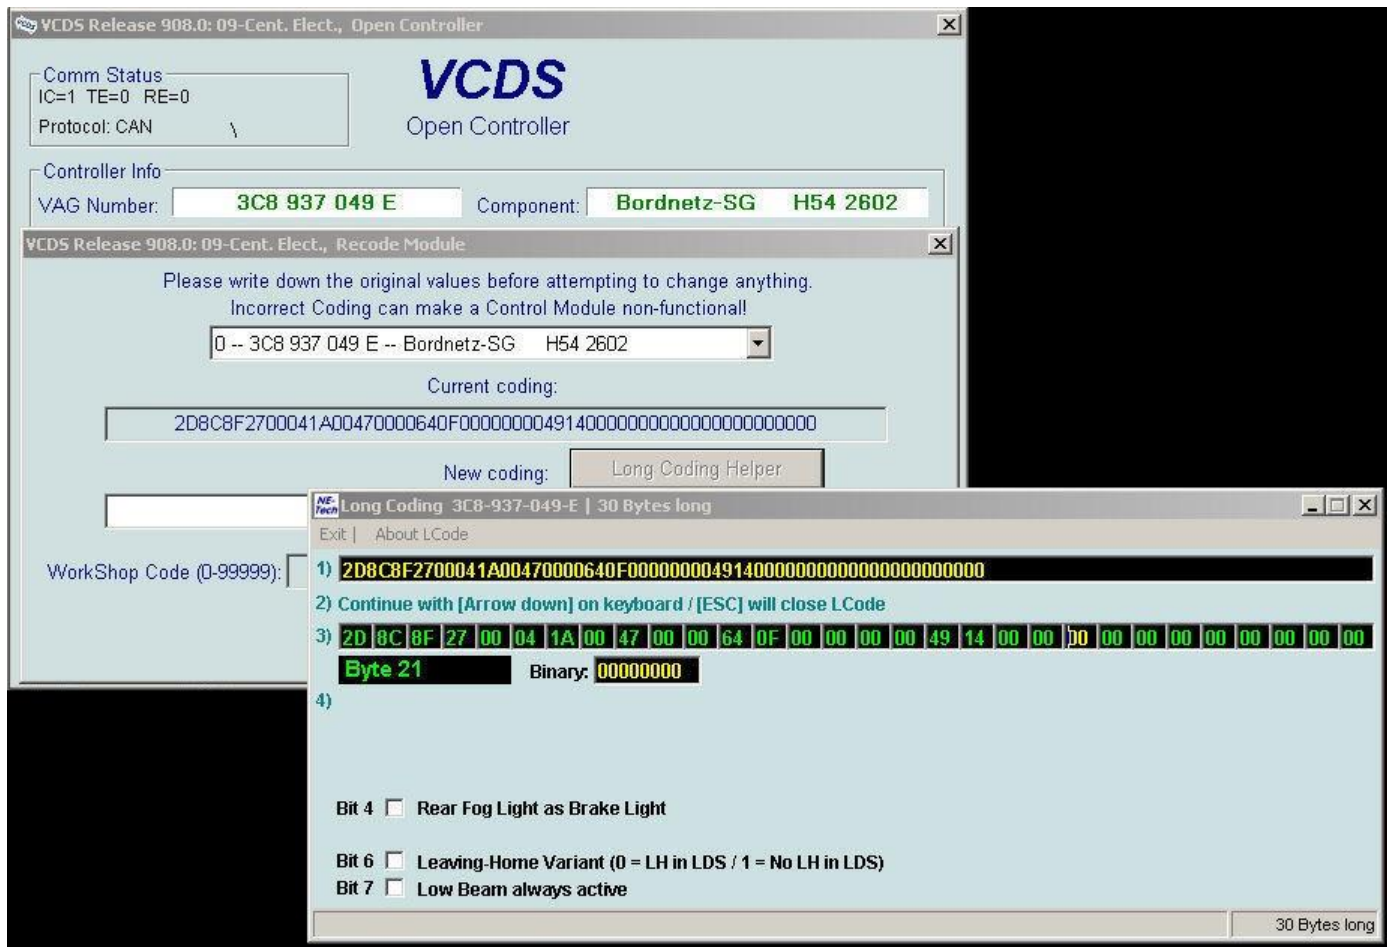 VCDS Release 908.0: 09-Cent. Elect., Open Controller
Comm Status
IC=1 TE=0 RE=0
Protocol: CAN \
VCDS
Open Controller
Controller Info
VAG Number: 3C8 937 049 E Component: Bordnetz-SG H54 2602
VCDS Release 908.0: 09-Cent. Elect., Recode Module
Please write down the original values before attempting to change anything.
Incorrect Coding can make a Control Module non-functional!
0 -- 3C8 937 049 E -- Bordnetz-SG H54 2602
Current coding:
2D8C8F2700041A00470000640F00000000491400000000000000000000000
New coding: Long Coding Helper
WorkShop Code (0-99999):
NE-Tech Long Coding 3C8-937-049-E | 30 Bytes long
Exit | About LCode
1) 2D8C8F2700041A00470000640F00000000491400000000000000000000000
2) Continue with [Arrow down] on keyboard / [ESC] will close LCode
3) 2D 8C 8F 27 00 04 1A 00 47 00 00 64 0F 00 00 00 00 49 14 00 00 00 00 00 00 00 00 00 00 00
Byte 21 Binary: 00000000
4)
Bit 4 Rear Fog Light as Brake Light
Bit 6 Leaving-Home Variant (0 = LH in LDS / 1 = No LH in LDS)
Bit 7 Low Beam always active
30 Bytes long